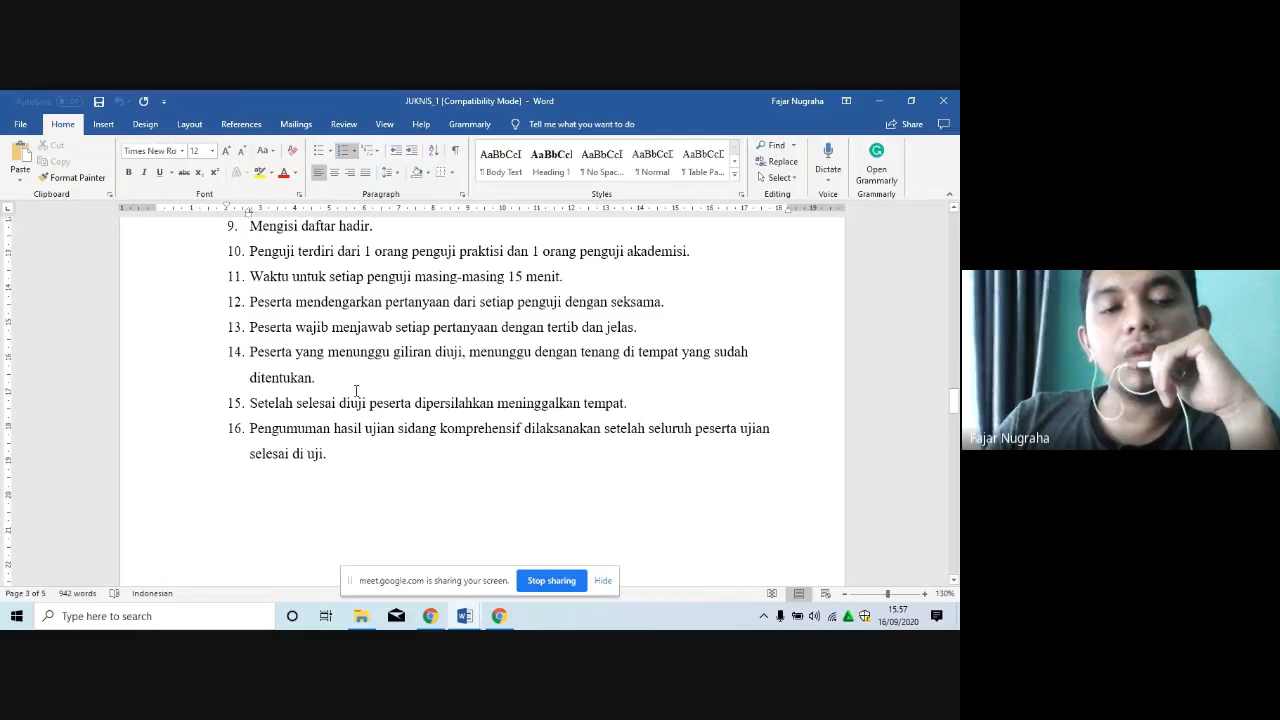 AutoSave Off
JUKNIS_1 [Compatibility Mode] - Word
Fajar Nugraha
File Home Insert Design Layout References Mailings Review View Help Grammarly Tell me what you want to do
Share
Paste
Cut
Copy
Format Painter
Clipboard
Times New Ro 12
Font
Paragraph
AaBbCcI AaBbCcl AaBbCcI AaBbCcI AaBbCcI
¶ Body Text Heading 1 ¶ No Spac... ¶ Normal ¶ Table Pa...
Styles
Find
Replace
Select
Editing
Dictate
Voice
Open
Grammarly
Grammarly
9. Mengisi daftar hadir.
10. Penguji terdiri dari 1 orang penguji praktisi dan 1 orang penguji akademisi.
11. Waktu untuk setiap penguji masing-masing 15 menit.
12. Peserta mendengarkan pertanyaan dari setiap penguji dengan seksama.
13. Peserta wajib menjawab setiap pertanyaan dengan tertib dan jelas.
14. Peserta yang menunggu giliran diuji, menunggu dengan tenang di tempat yang sudah
ditentukan.
15. Setelah selesai diuji peserta dipersilahkan meninggalkan tempat.
16. Pengumuman hasil ujian sidang komprehensif dilaksanakan setelah seluruh peserta ujian
selesai di uji.
meet.google.com is sharing your screen. Stop sharing Hide
Page 3 of 5 942 words Indonesian
130%
Type here to search
15.57
16/09/2020
Fajar Nugraha